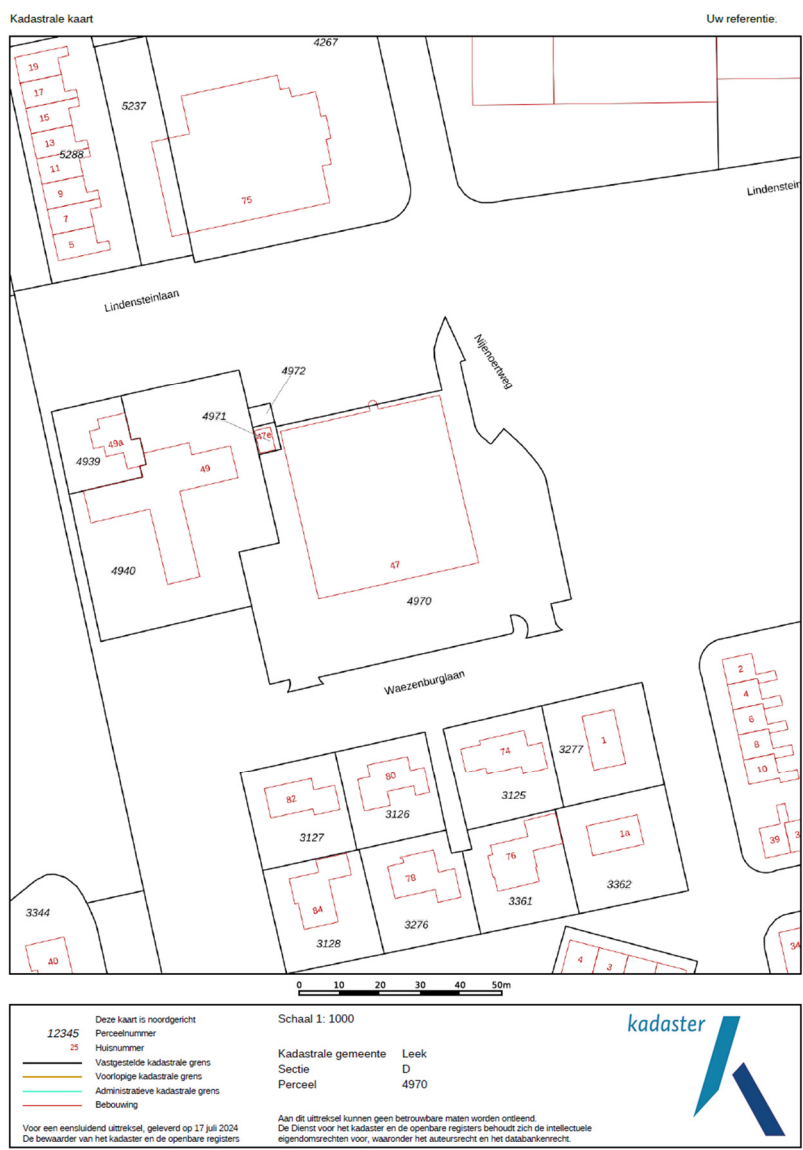 Kadastrale kaart
Uw referentie.
4267
19
17
15
13
5288
11
9
7
5
5237
75
Lindensteinlaan
Lindenstein
Nijenoertweg
4972
4971
47e
49a
4939
49
4940
47
4970
Waezenburglaan
2
4
6
8
10
39
3
34
74
3277
1
3125
80
82
3126
3127
76
1a
78
84
3361
3362
3276
3128
3344
40
4
3
0 10 20 30 40 50m
Deze kaart is noordgericht
12345 Perceelnummer
25 Huisnummer
Vastgestelde kadastrale grens
Voorlopige kadastrale grens
Administratieve kadastrale grens
Bebouwing
Voor een eensluidend uittreksel, geleverd op 17 juli 2024
De bewaarder van het kadaster en de openbare registers
Schaal 1: 1000
Kadastrale gemeente Leek
Sectie D
Perceel 4970
Aan dit uittreksel kunnen geen betrouwbare maten worden ontleend.
De Dienst voor het kadaster en de openbare registers behoudt zich de intellectuele
eigendomsrechten voor, waaronder het auteursrecht en het databankenrecht.
kadaster